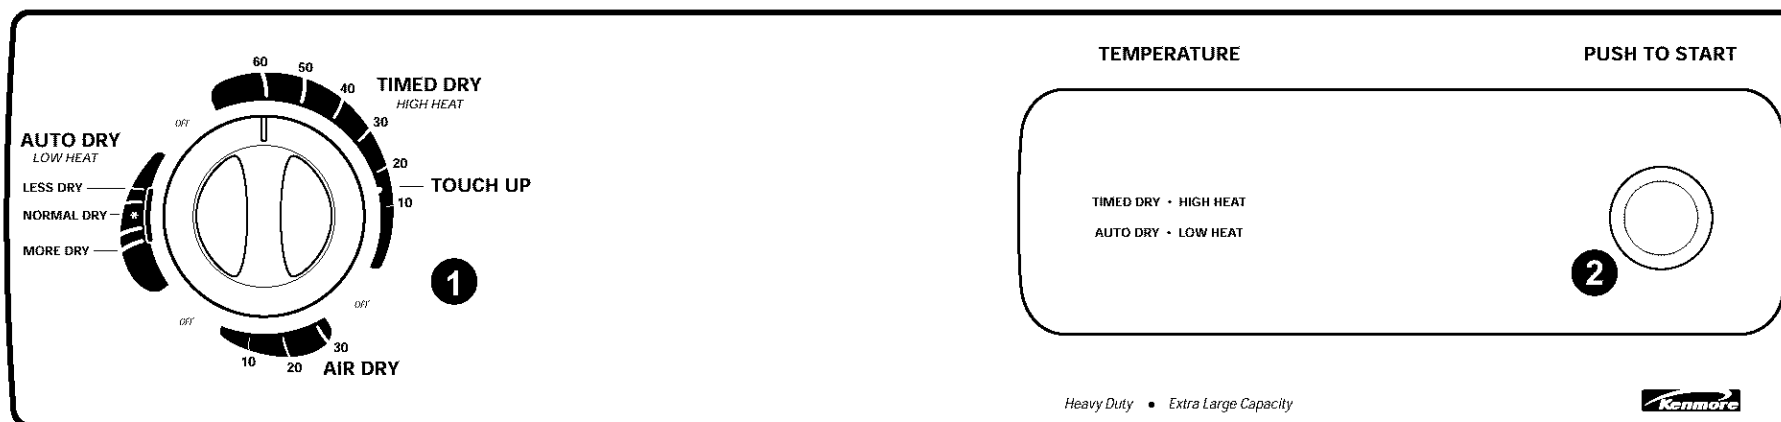 TEMPERATURE
PUSH TO START
60
50
40
TIMED DRY
HIGH HEAT
30
OFF
AUTO DRY
LOW HEAT
20
LESS DRY
TOUCH UP
10
NORMAL DRY
*
MORE DRY
1
OFF
OFF
30
10
20
AIR DRY
TIMED DRY • HIGH HEAT
AUTO DRY • LOW HEAT
2
Heavy Duty • Extra Large Capacity
Kenmore